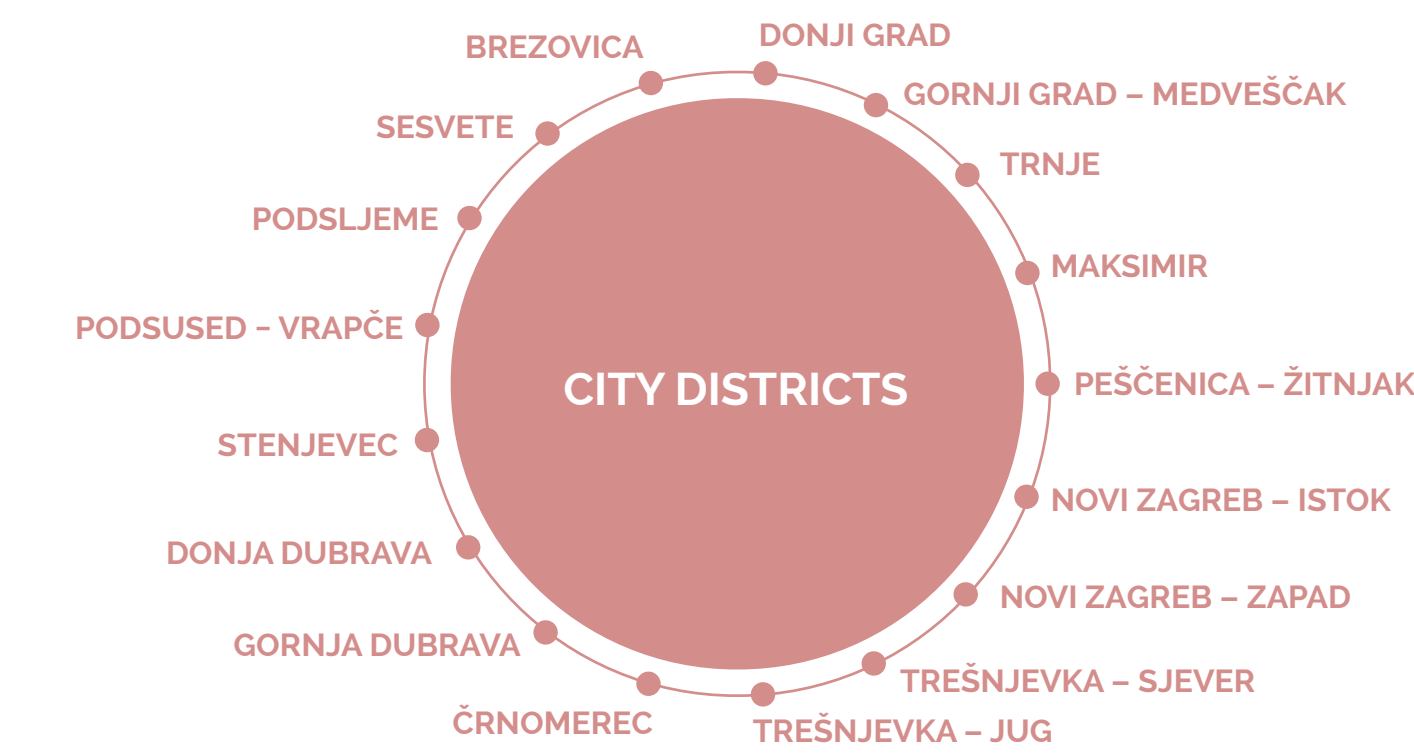 DONJI GRAD
GORNJI GRAD – MEDVEŠČAK
TRNJE
MAKSIMIR
PEŠČENICA – ŽITNJAK
NOVI ZAGREB – ISTOK
NOVI ZAGREB – ZAPAD
TREŠNJEVKA – SJEVER
TREŠNJEVKA – JUG
ČRNOMEREC
GORNJA DUBRAVA
DONJA DUBRAVA
STENJEVEC
PODSUSED – VRAPČE
PODSLJEME
SESVETE
BREZOVICA
CITY DISTRICTS